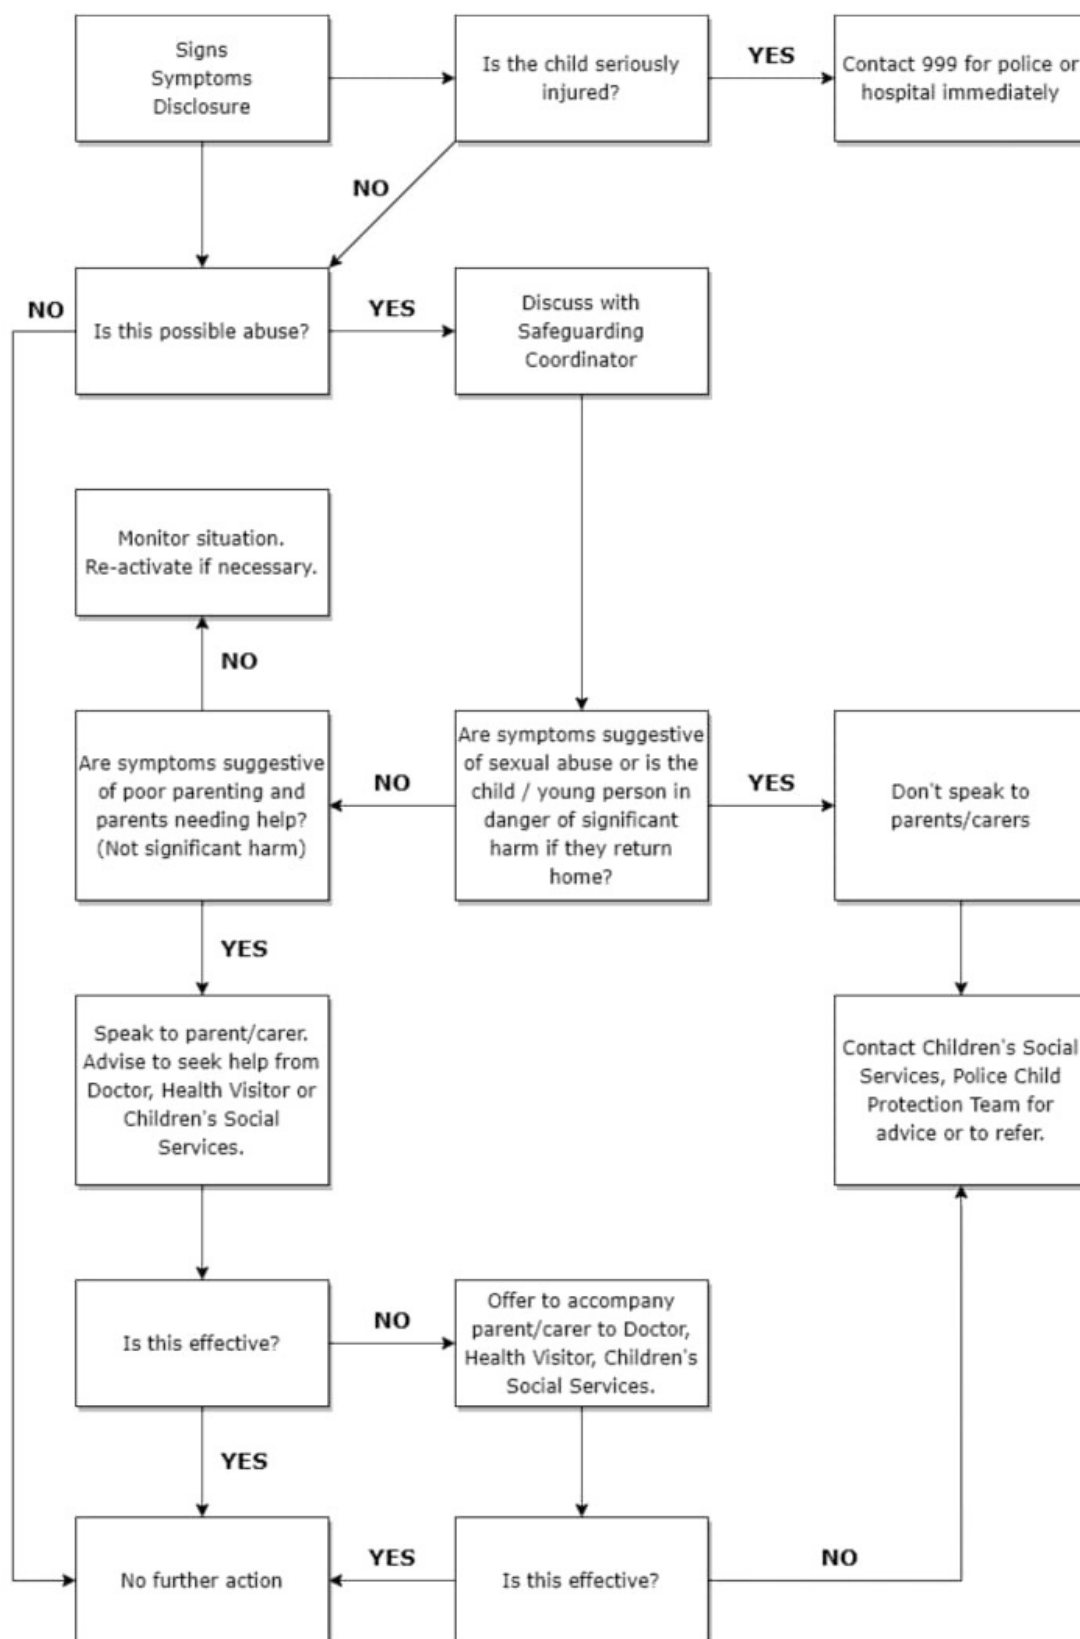 Signs
Symptoms
Disclosure
Is the child seriously
injured?
YES
Contact 999 for police or
hospital immediately
NO
NO
Is this possible abuse?
YES
Discuss with
Safeguarding
Coordinator
Monitor situation.
Re-activate if necessary.
NO
Are symptoms suggestive
of poor parenting and
parents needing help?
(Not significant harm)
NO
Are symptoms suggestive
of sexual abuse or is the
child / young person in
danger of significant
harm if they return
home?
YES
Don't speak to
parents/carers
YES
Speak to parent/carer.
Advise to seek help from
Doctor, Health Visitor or
Children's Social
Services.
Contact Children's Social
Services, Police Child
Protection Team for
advice or to refer.
Is this effective?
NO
Offer to accompany
parent/carer to Doctor,
Health Visitor, Children's
Social Services.
YES
No further action
YES
Is this effective?
NO